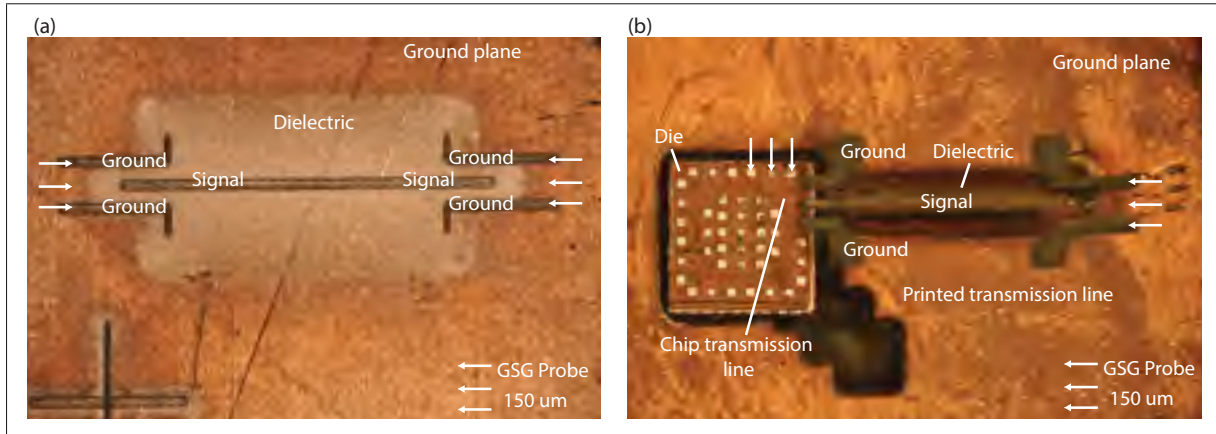 (a)
Ground plane
Dielectric
Ground
Ground
Signal
Signal
Ground
Ground
GSG Probe
150 um
(b)
Ground plane
Die
Ground
Dielectric
Signal
Ground
Printed transmission line
Chip transmission
line
GSG Probe
150 um